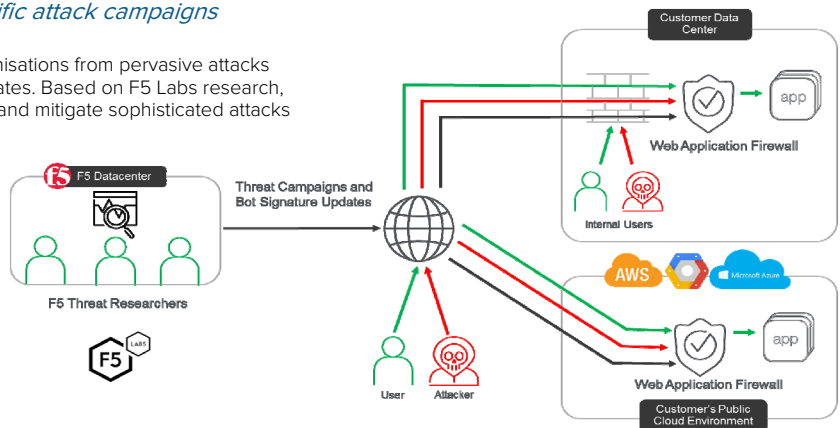 ific attack campaigns
nisations from pervasive attacks
ates. Based on F5 Labs research,
and mitigate sophisticated attacks
f5
F5 Datacenter
F5 Threat Researchers
F5
LABS
Threat Campaigns and
Bot Signature Updates
User
Attacker
Customer Data
Center
Web Application Firewall
app
Internal Users
AWS
Microsoft Azure
Web Application Firewall
app
Customer's Public
Cloud Environment